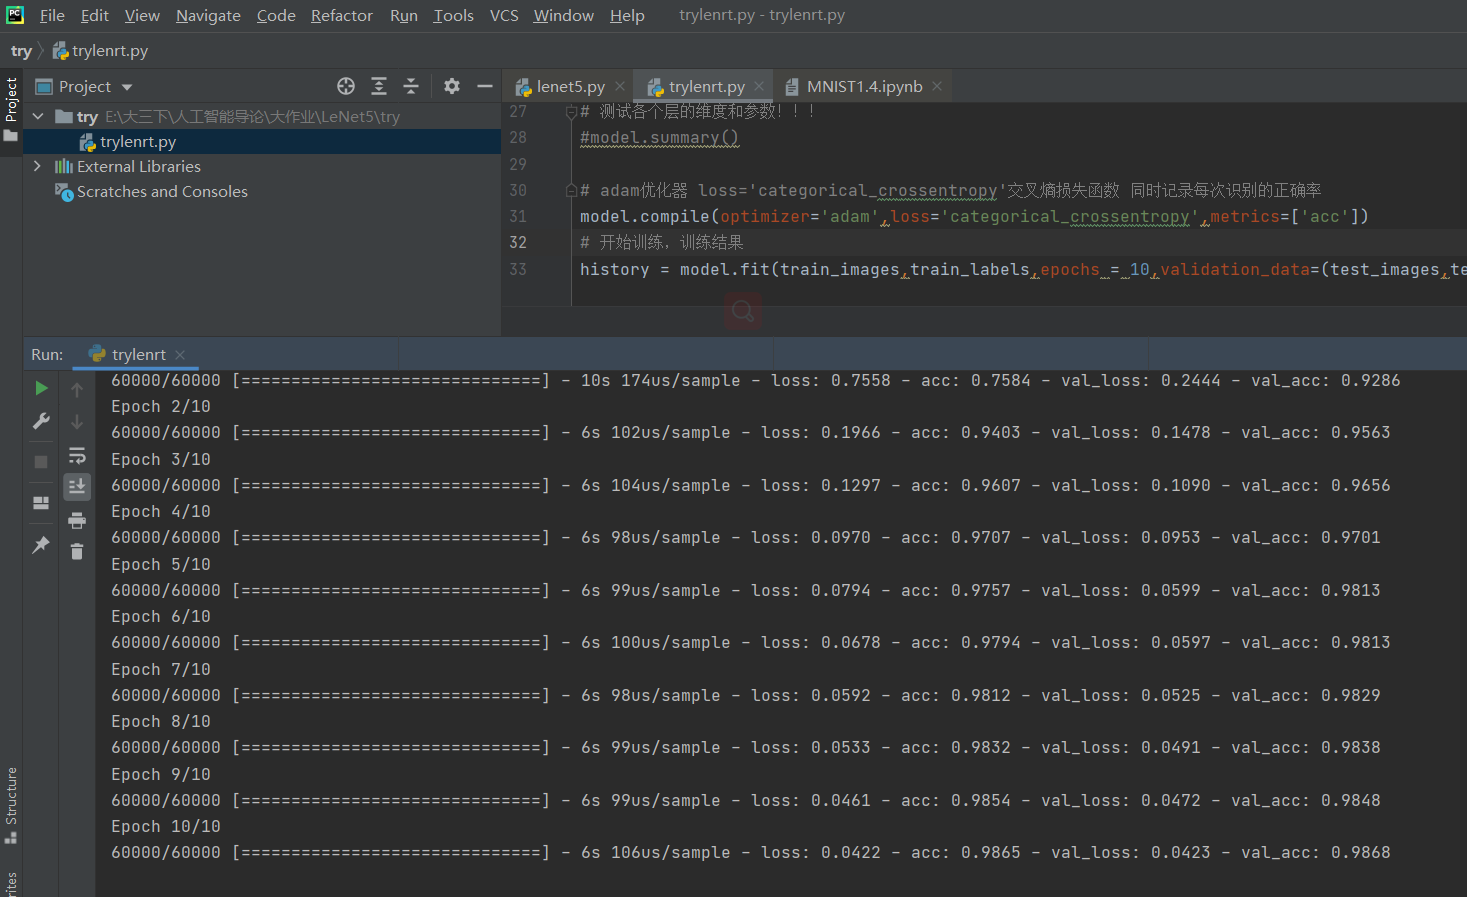 PC File Edit View Navigate Code Refactor Run Tools VCS Window Help trylenrt.py - trylenrt.py
try trylenrt.py
Project
Project
try E:\大三下\人工智能导论\大作业\LeNet5\try
trylenrt.py
External Libraries
Scratches and Consoles
lenet5.py trylenrt.py MNIST1.4.ipynb
27 # 测试各个层的维度和参数！！！
28 #model.summary()
29
30 # adam优化器 loss='categorical_crossentropy'交叉熵损失函数 同时记录每次识别的正确率
31 model.compile(optimizer='adam',loss='categorical_crossentropy',metrics=['acc'])
32 # 开始训练，训练结果
33 history = model.fit(train_images,train_labels,epochs = 10,validation_data=(test_images,te
Run: trylenrt
60000/60000 [==============================] - 10s 174us/sample - loss: 0.7558 - acc: 0.7584 - val_loss: 0.2444 - val_acc: 0.9286
Epoch 2/10
60000/60000 [==============================] - 6s 102us/sample - loss: 0.1966 - acc: 0.9403 - val_loss: 0.1478 - val_acc: 0.9563
Epoch 3/10
60000/60000 [==============================] - 6s 104us/sample - loss: 0.1297 - acc: 0.9607 - val_loss: 0.1090 - val_acc: 0.9656
Epoch 4/10
60000/60000 [==============================] - 6s 98us/sample - loss: 0.0970 - acc: 0.9707 - val_loss: 0.0953 - val_acc: 0.9701
Epoch 5/10
60000/60000 [==============================] - 6s 99us/sample - loss: 0.0794 - acc: 0.9757 - val_loss: 0.0599 - val_acc: 0.9813
Epoch 6/10
60000/60000 [==============================] - 6s 100us/sample - loss: 0.0678 - acc: 0.9794 - val_loss: 0.0597 - val_acc: 0.9813
Epoch 7/10
60000/60000 [==============================] - 6s 98us/sample - loss: 0.0592 - acc: 0.9812 - val_loss: 0.0525 - val_acc: 0.9829
Epoch 8/10
60000/60000 [==============================] - 6s 99us/sample - loss: 0.0533 - acc: 0.9832 - val_loss: 0.0491 - val_acc: 0.9838
Epoch 9/10
60000/60000 [==============================] - 6s 99us/sample - loss: 0.0461 - acc: 0.9854 - val_loss: 0.0472 - val_acc: 0.9848
Epoch 10/10
60000/60000 [==============================] - 6s 106us/sample - loss: 0.0422 - acc: 0.9865 - val_loss: 0.0423 - val_acc: 0.9868
Structure
rites